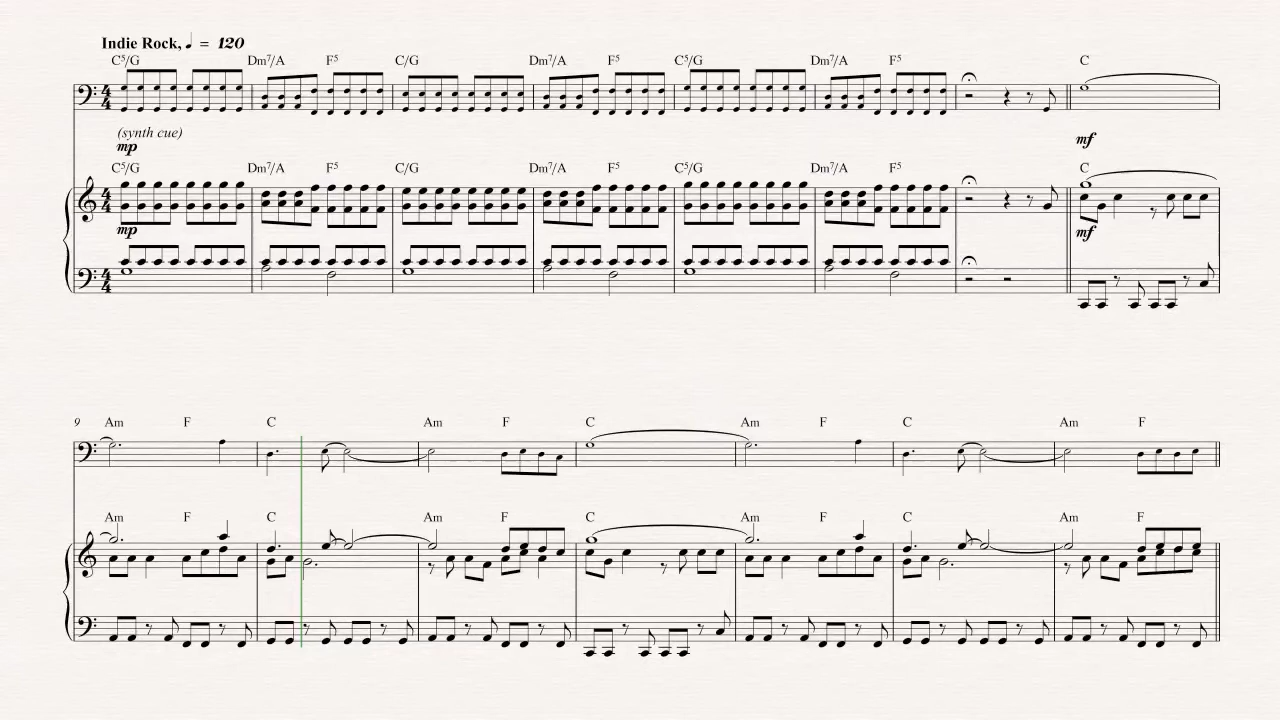 Indie Rock, ♩ = 120
C5/G Dm7/A F5 C/G Dm7/A F5 C5/G Dm7/A F5 C
(synth cue)
mp mf
C5/G Dm7/A F5 C/G Dm7/A F5 C5/G Dm7/A F5 C
mp mf
9 Am F C Am F C Am F C Am F
Am F C Am F C Am F C Am F